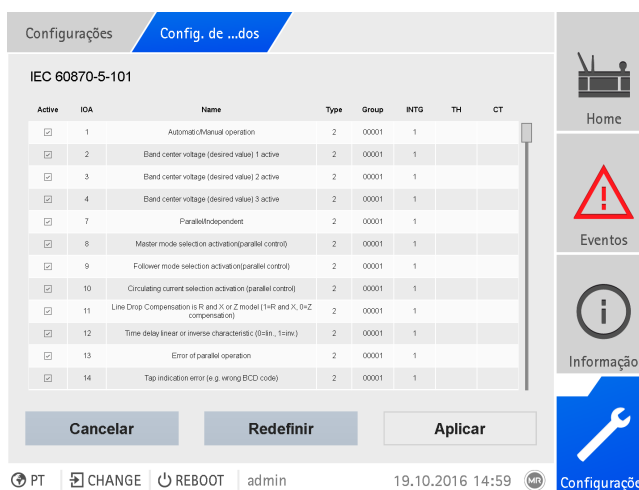 Configurações
Config. de ...dos
IEC 60870-5-101
Active IOA Name Type Group INTG TH CT
1 Automatic/Manual operation 2 00001 1
2 Band center voltage (desired value) 1 active 2 00001 1
3 Band center voltage (desired value) 2 active 2 00001 1
4 Band center voltage (desired value) 3 active 2 00001 1
7 Parallel/Independent 2 00001 1
8 Master mode selection activation(parallel control) 2 00001 1
9 Follower mode selection activation(parallel control) 2 00001 1
10 Circulating current selection activation (parallel control) 2 00001 1
11 Line Drop Compensation is R and X or Z model (1=R and X, 0=Z
compensation) 2 00001 1
12 Time delay linear or inverse characteristic (0=lin., 1=inv.) 2 00001 1
13 Error of parallel operation 2 00001 1
14 Tap indication error (e.g. wrong BCD code) 2 00001 1
Cancelar
Redefinir
Aplicar
Home
Eventos
Informação
Configuraçõe
PT CHANGE REBOOT admin 19.10.2016 14:59 MR